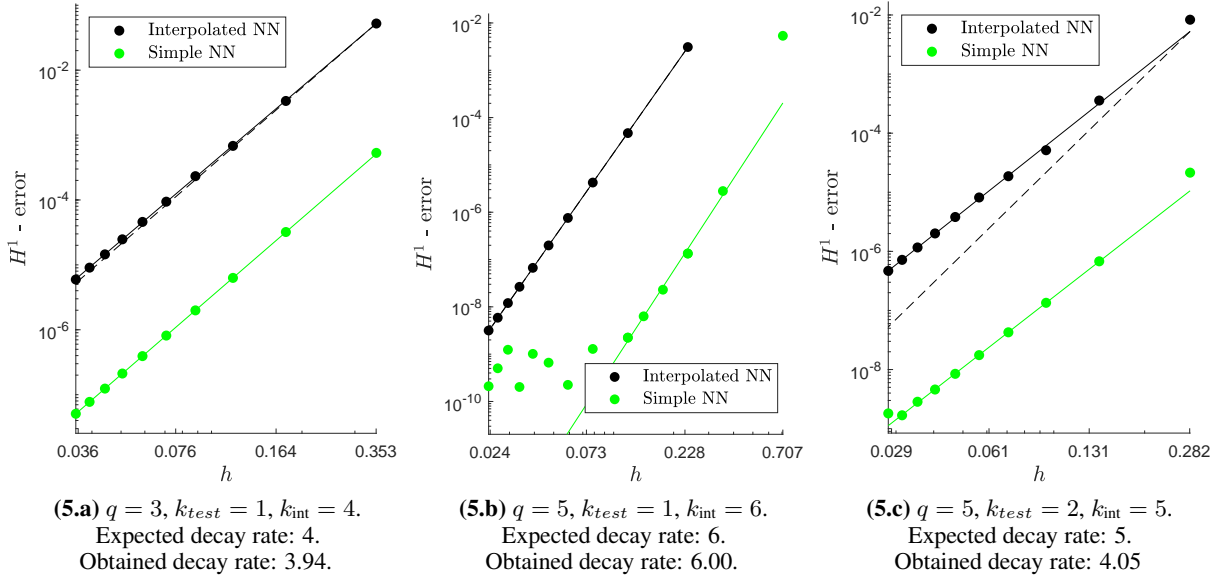 Interpolated NN
Simple NN
10^-2
10^-4
10^-6
H^1 - error
0.036
0.076
0.164
0.353
h
(5.a) q = 3, k_test = 1, k_int = 4.
Expected decay rate: 4.
Obtained decay rate: 3.94.
10^-2
10^-4
10^-6
10^-8
10^-10
H^1 - error
Interpolated NN
Simple NN
0.024
0.073
0.228
0.707
h
(5.b) q = 5, k_test = 1, k_int = 6.
Expected decay rate: 6.
Obtained decay rate: 6.00.
Interpolated NN
Simple NN
10^-2
10^-4
10^-6
10^-8
H^1 - error
0.029
0.061
0.131
0.282
h
(5.c) q = 5, k_test = 2, k_int = 5.
Expected decay rate: 5.
Obtained decay rate: 4.05